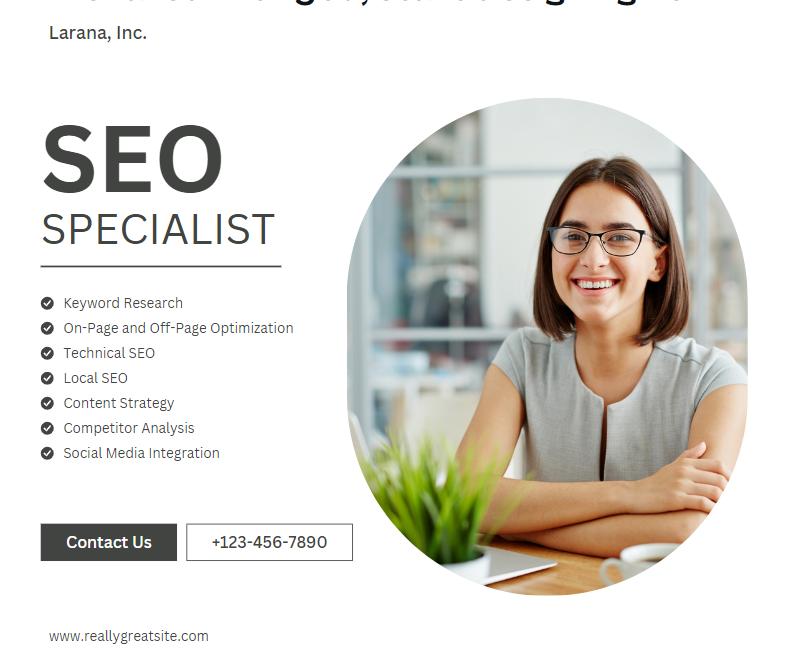 Larana, Inc.
SEO
SPECIALIST
Keyword Research
On-Page and Off-Page Optimization
Technical SEO
Local SEO
Content Strategy
Competitor Analysis
Social Media Integration
Contact Us
+123-456-7890
www.reallygreatsite.com